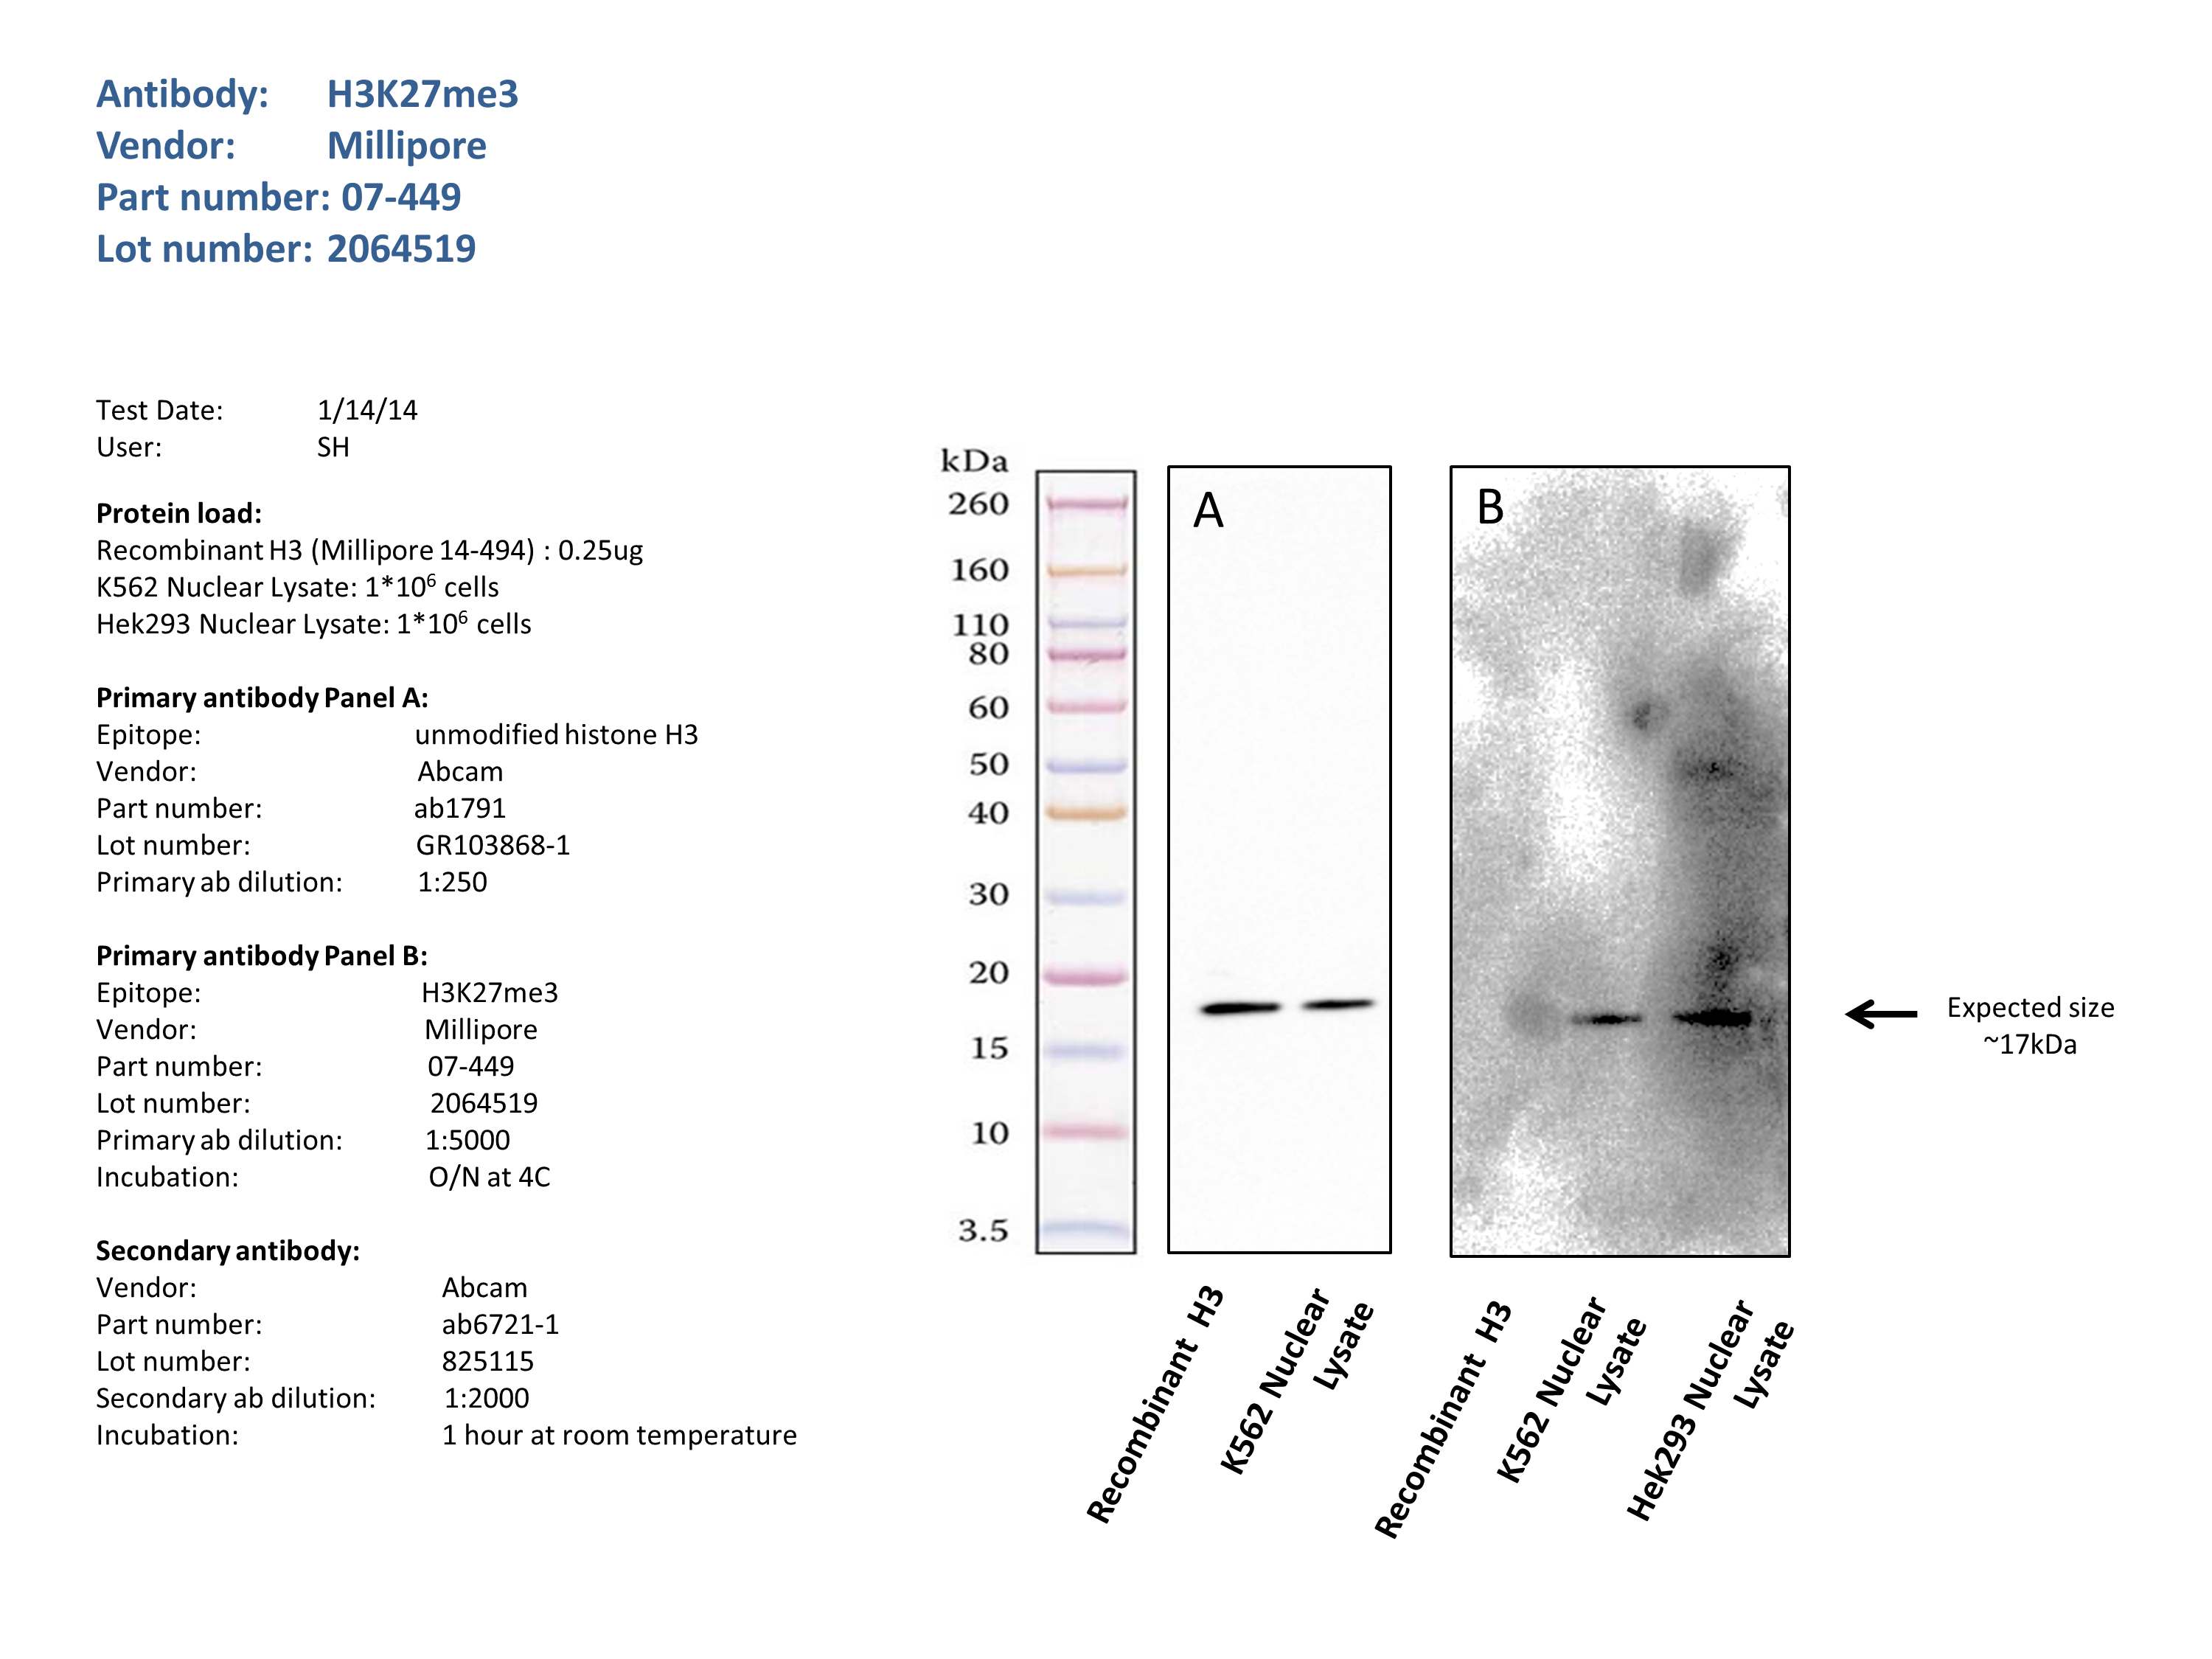 Antibody: H3K27me3
Vendor: Millipore
Part number: 07-449
Lot number: 2064519
Test Date: 1/14/14
User: SH
Protein load:
Recombinant H3 (Millipore 14-494) : 0.25ug
K562 Nuclear Lysate: 1*10⁶ cells
Hek293 Nuclear Lysate: 1*10⁶ cells
Primary antibody Panel A:
Epitope: unmodified histone H3
Vendor: Abcam
Part number: ab1791
Lot number: GR103868-1
Primary ab dilution: 1:250
Primary antibody Panel B:
Epitope: H3K27me3
Vendor: Millipore
Part number: 07-449
Lot number: 2064519
Primary ab dilution: 1:5000
Incubation: O/N at 4C
Secondary antibody:
Vendor: Abcam
Part number: ab6721-1
Lot number: 825115
Secondary ab dilution: 1:2000
Incubation: 1 hour at room temperature
kDa
260
160
110
80
60
50
40
30
20
15
10
3.5
A
B
Expected size
~17kDa
Recombinant H3
K562 Nuclear
Lysate
Recombinant H3
K562 Nuclear
Lysate
Hek293 Nuclear
Lysate